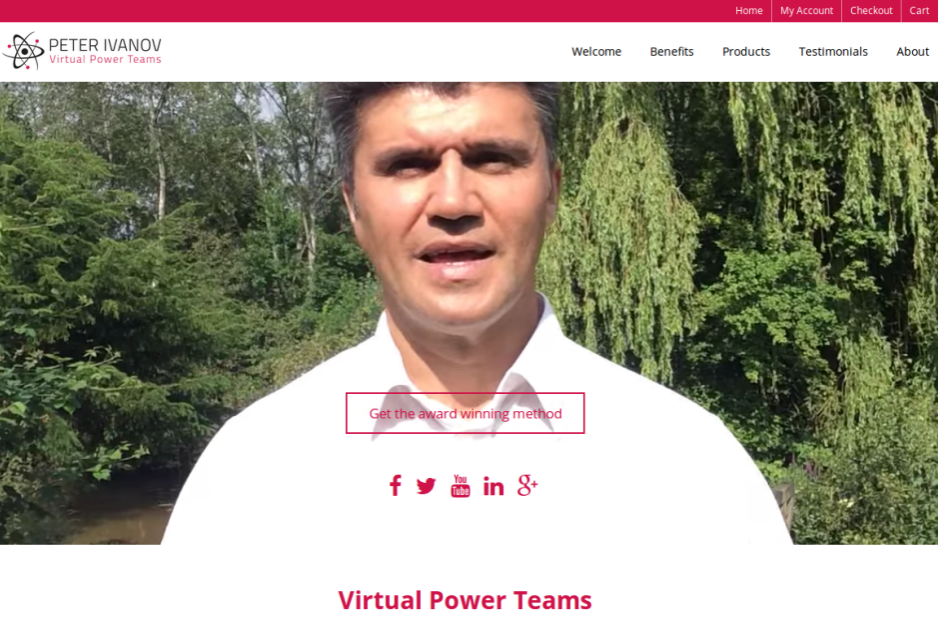 Home My Account Checkout Cart
PETER IVANOV
Virtual Power Teams
Welcome Benefits Products Testimonials About
Get the award winning method
You
Tube
Virtual Power Teams